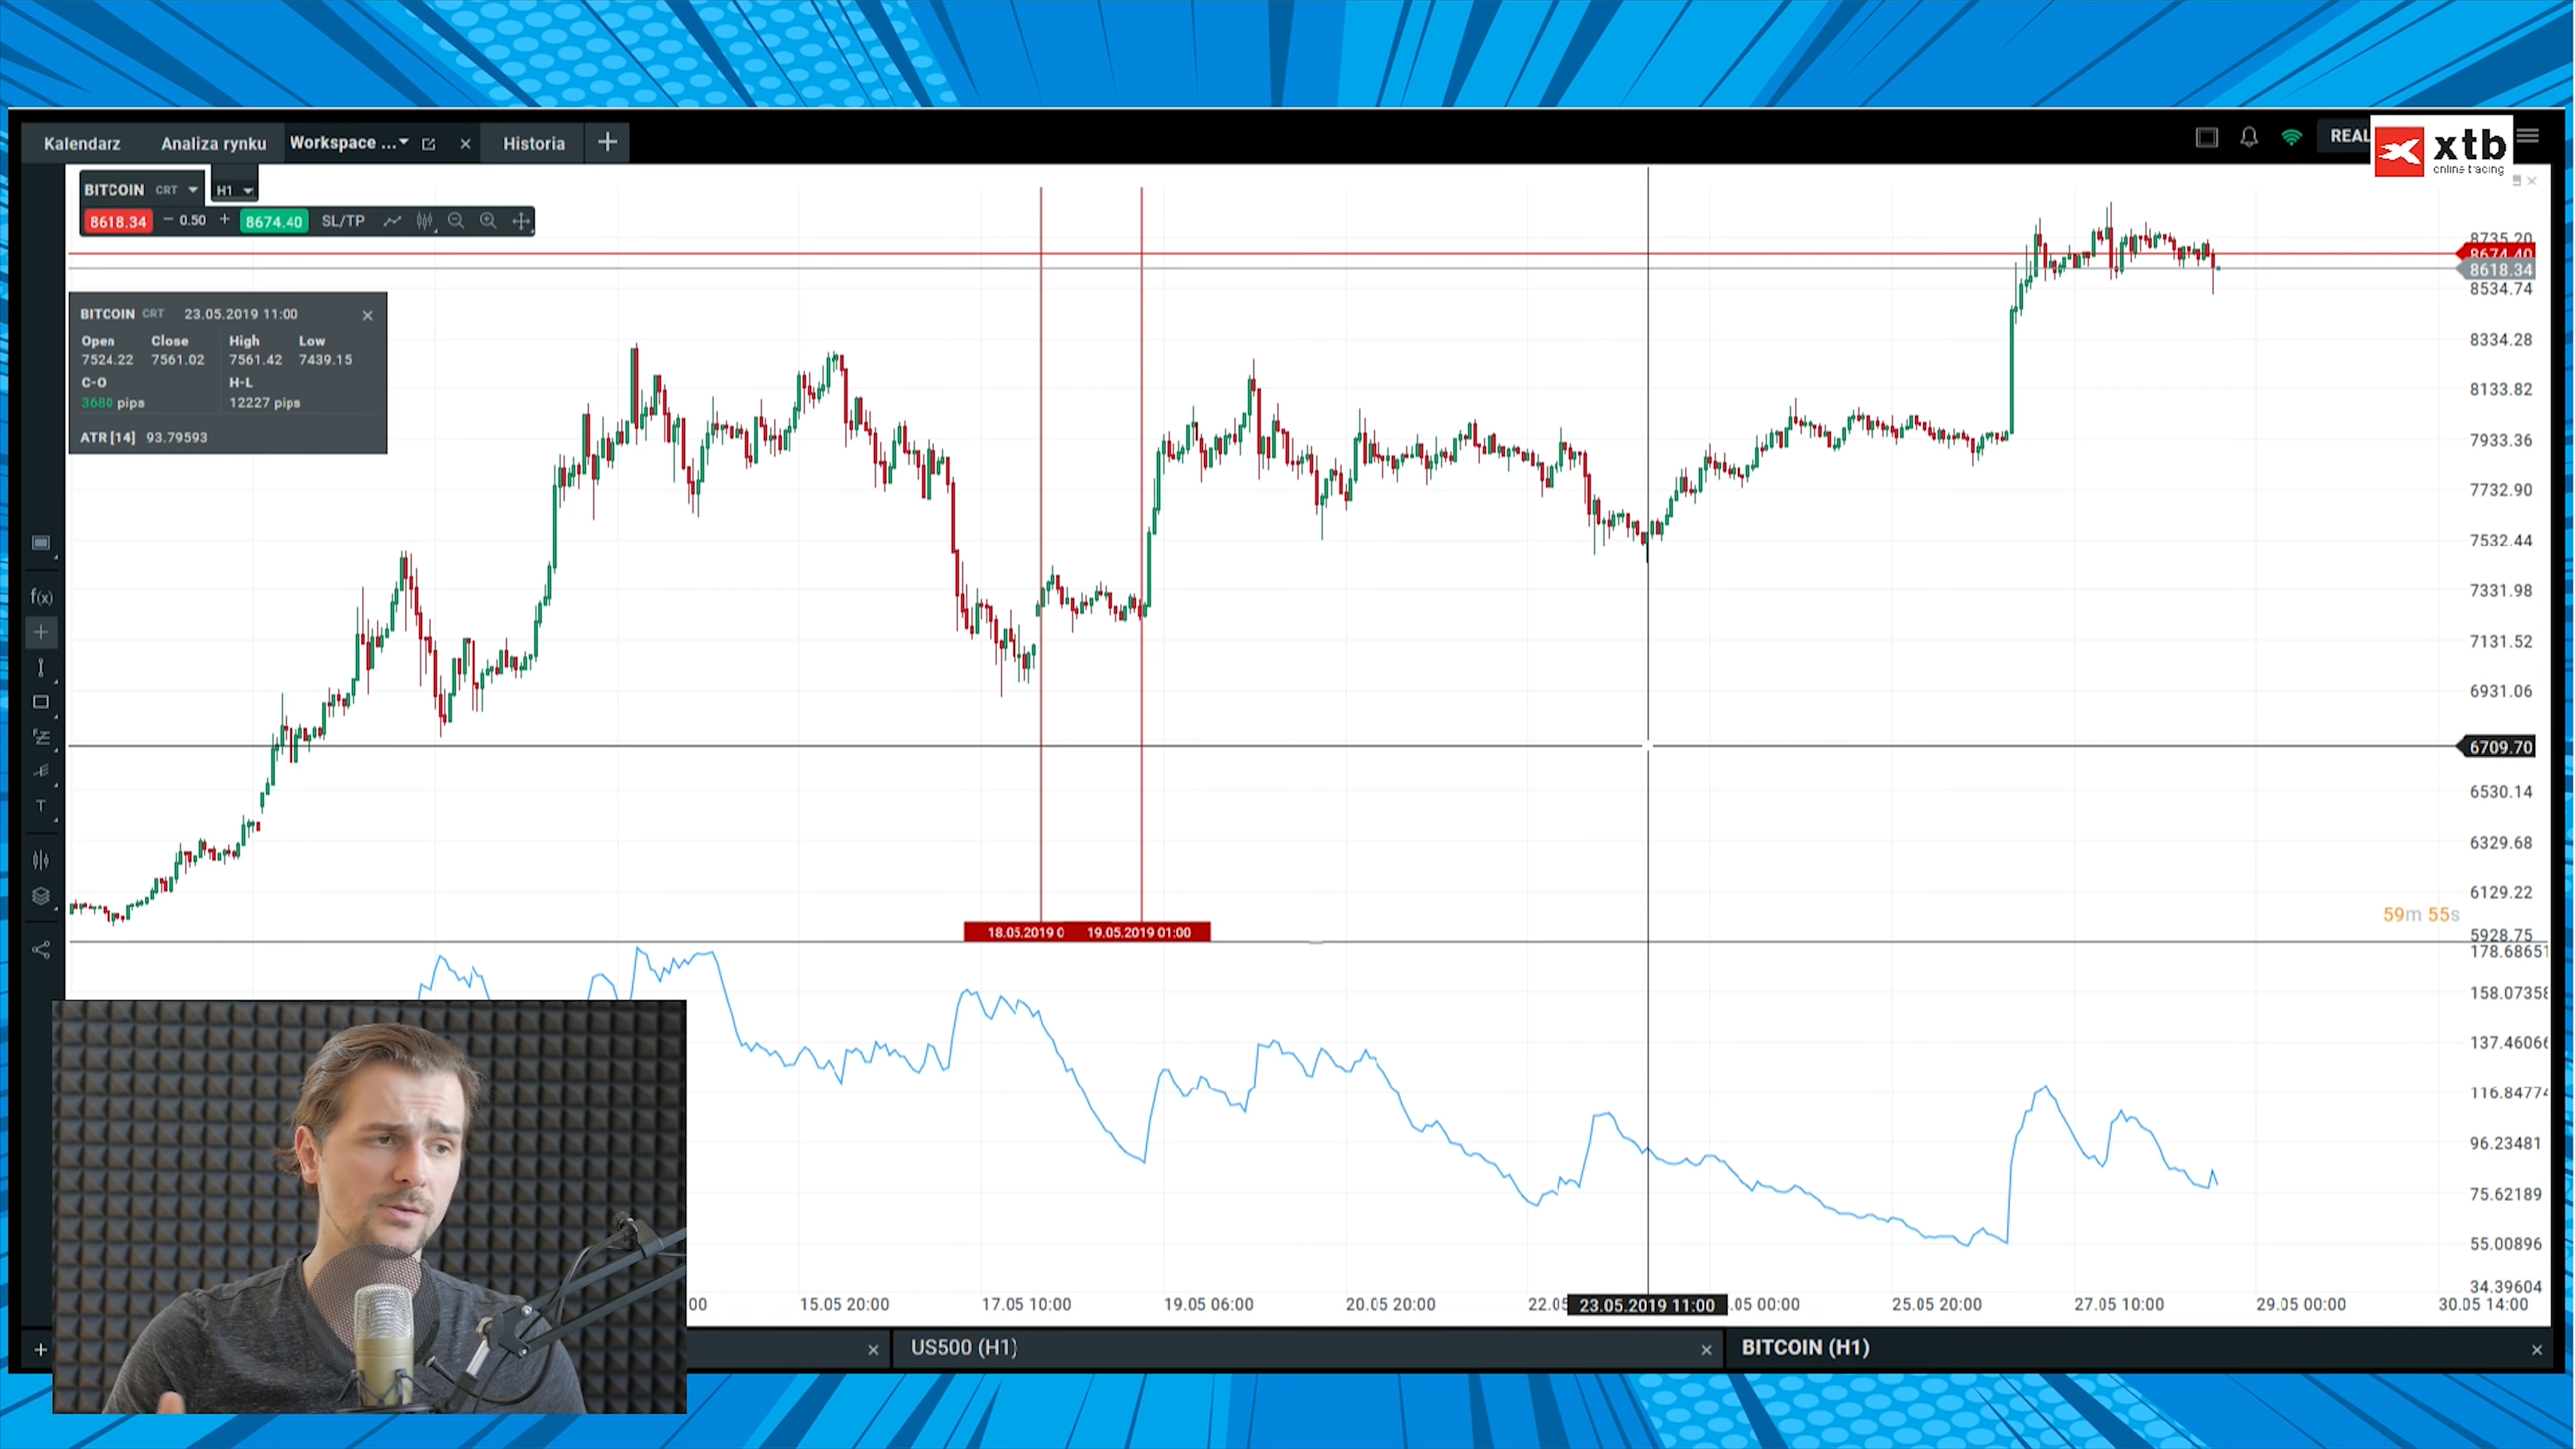 Kalendarz Analiza rynku Workspace ... Historia
REAL
xtb
online trading
BITCOIN CRT H1
8618.34 − 0.50 + 8674.40 SL/TP
BITCOIN CRT 23.05.2019 11:00
Open Close High Low
7524.22 7561.02 7561.42 7439.15
C-O H-L
3680 pips 12227 pips
ATR [14] 93.79593
f(x)
T
8735.20
8674.40
8618.34
8534.74
8334.28
8133.82
7933.36
7732.90
7532.44
7331.98
7131.52
6931.06
6709.70
6530.14
6329.68
6129.22
59m 55s
5928.75
18.05.2019 0 19.05.2019 01:00
178.68651
158.07358
137.46066
116.84774
96.23481
75.62189
55.00896
34.39604
00 15.05 20:00 17.05 10:00 19.05 06:00 20.05 20:00 22.05 23.05.2019 11:00 .05 00:00 25.05 20:00 27.05 10:00 29.05 00:00 30.05 14:00
US500 (H1) BITCOIN (H1)